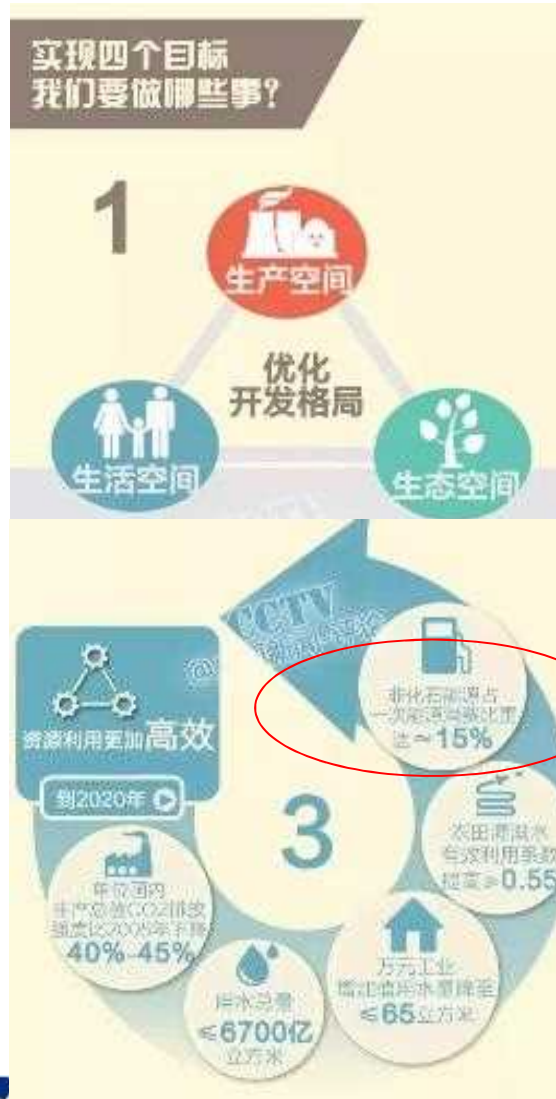 实现四个目标
我们要做哪些事?
1
生产空间
优化
开发格局
生活空间
生态空间
CCTV
资源利用更加高效
到2020年
3
非化石能源占
一次能源消费比重
达≈15%
农田灌溉水
有效利用系数
提高≥0.55
万元工业
增加值用水量降至
≤65立方米
用水总量
≤6700亿
立方米
单位国内
生产总值CO2排放
强度比2005年下降
40%-45%